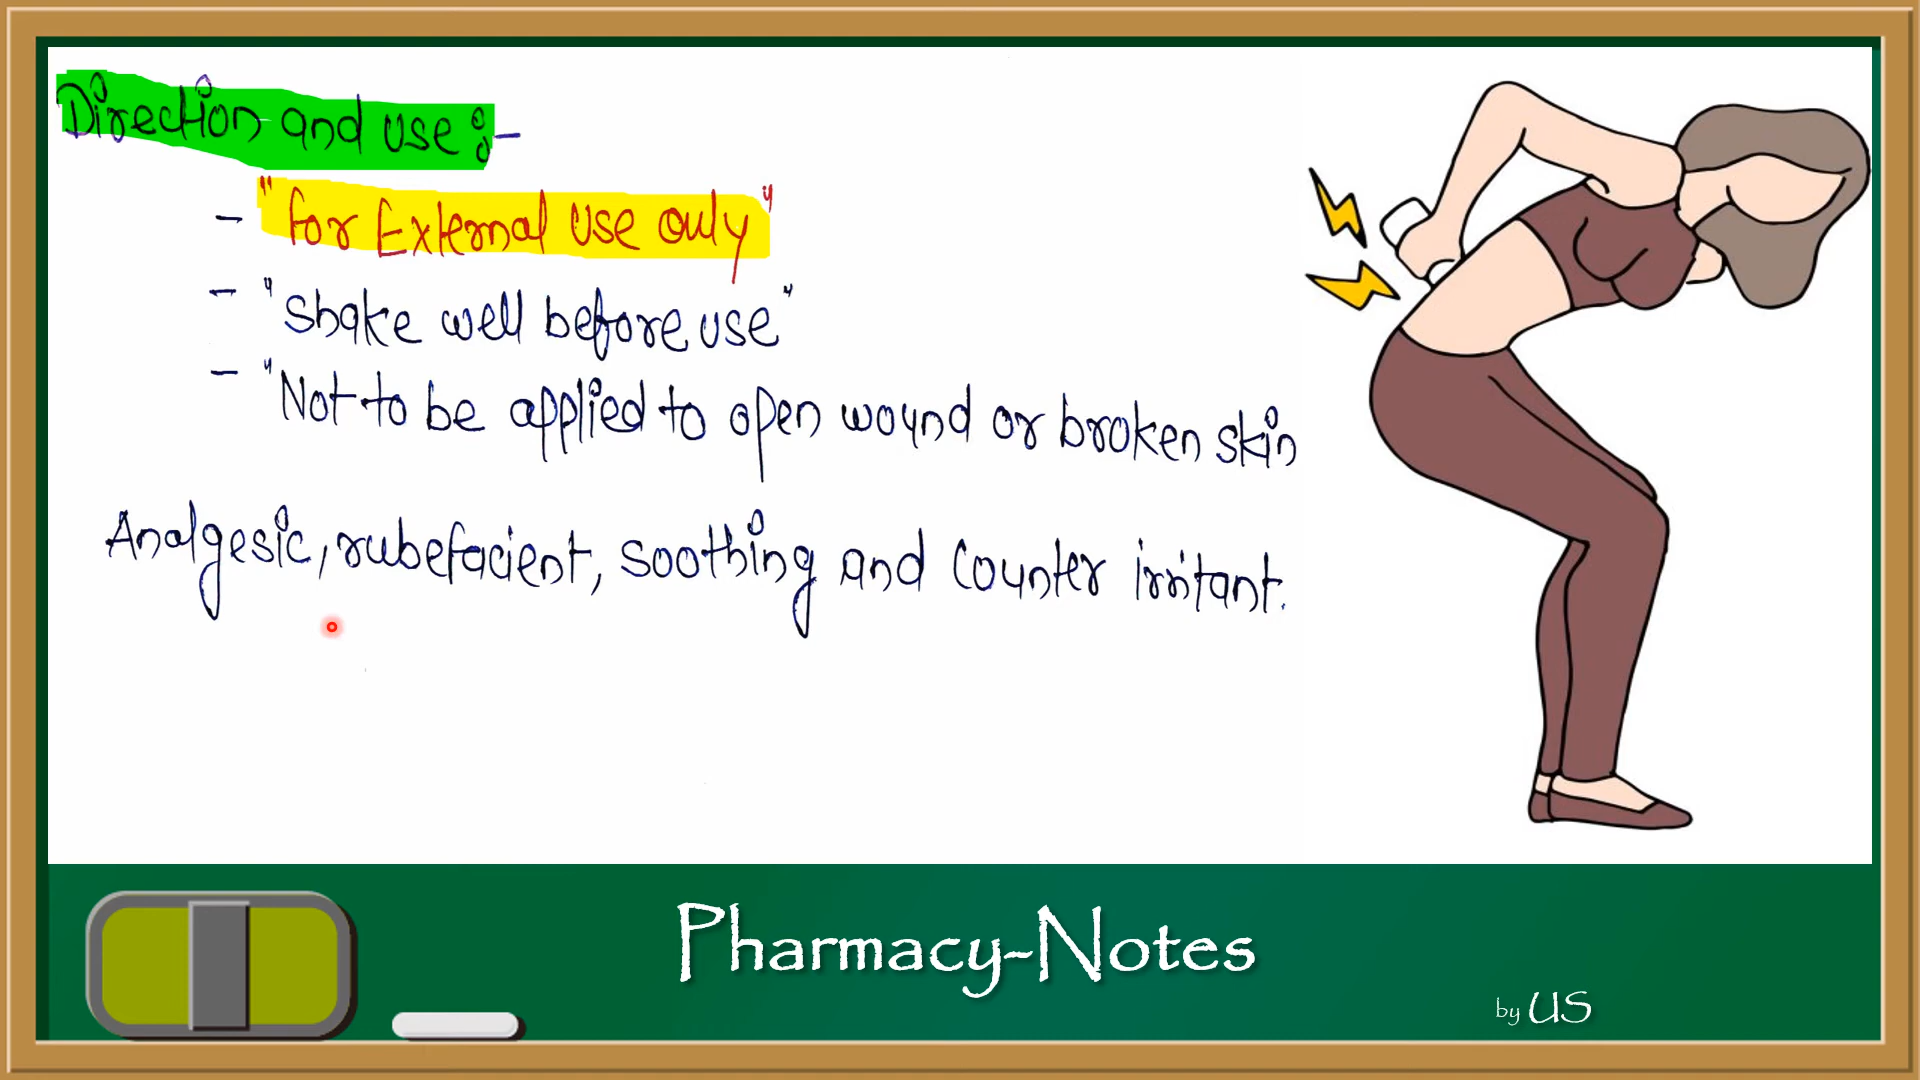 Direction and use :-
- "For External Use only"
- "Shake well before use"
- "Not to be applied to open wound or broken skin
Analgesic, rubefacient, soothing and counter irritant.
Pharmacy-Notes
by US